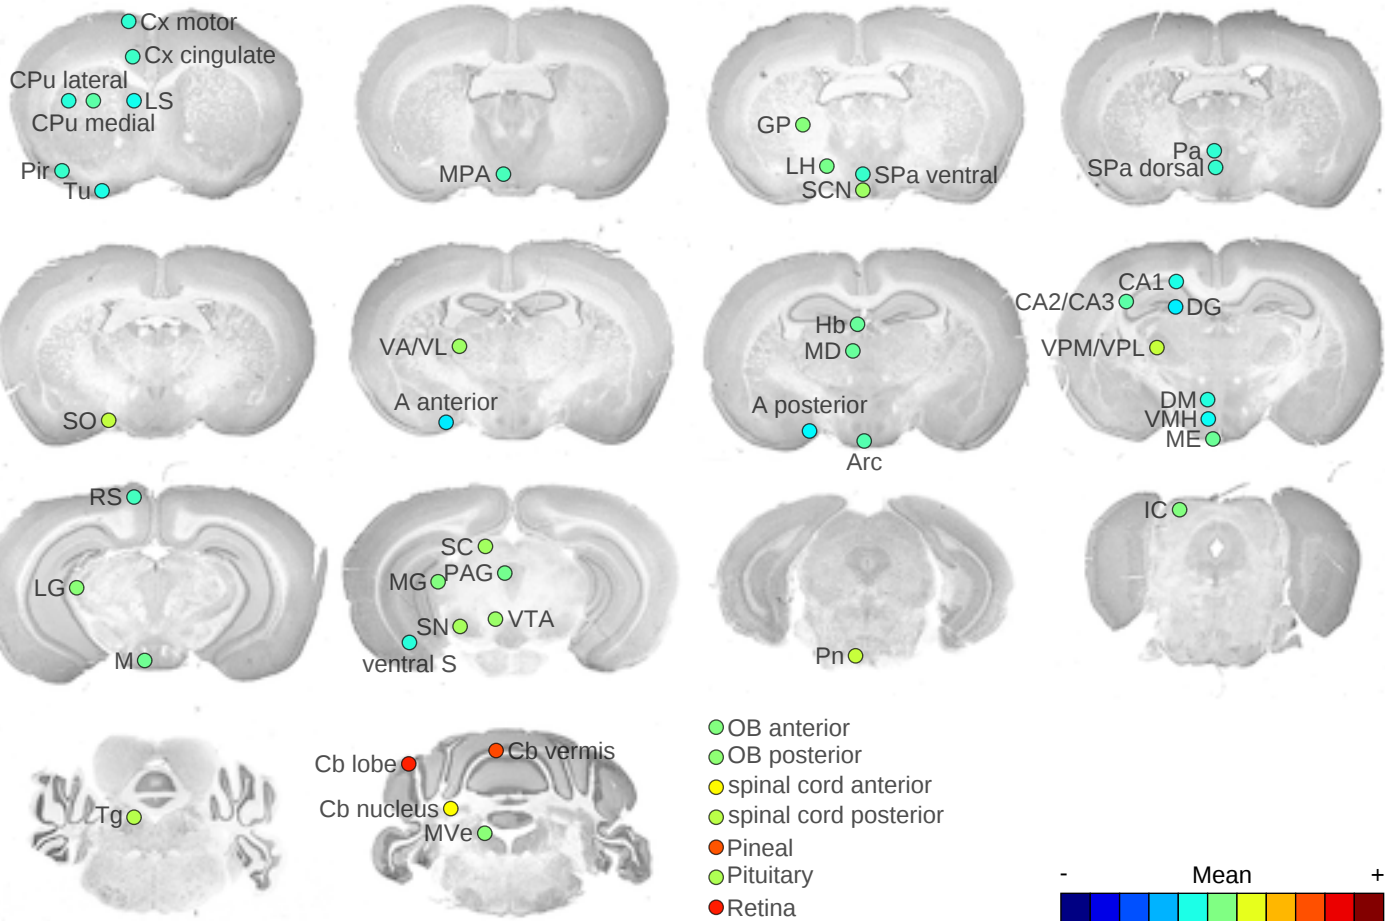 Cx motor
Cx cingulate
CPu lateral
LS
CPu medial
Pir
Tu
MPA
GP
LH
SPa ventral
SCN
Pa
SPa dorsal
SO
VA/VL
A anterior
Hb
MD
A posterior
Arc
CA1
CA2/CA3
DG
VPM/VPL
DM
VMH
ME
RS
LG
M
SC
MG
PAG
SN
VTA
ventral S
Pn
IC
Tg
Cb lobe
Cb vermis
Cb nucleus
MVe
OB anterior
OB posterior
spinal cord anterior
spinal cord posterior
Pineal
Pituitary
Retina
- Mean +